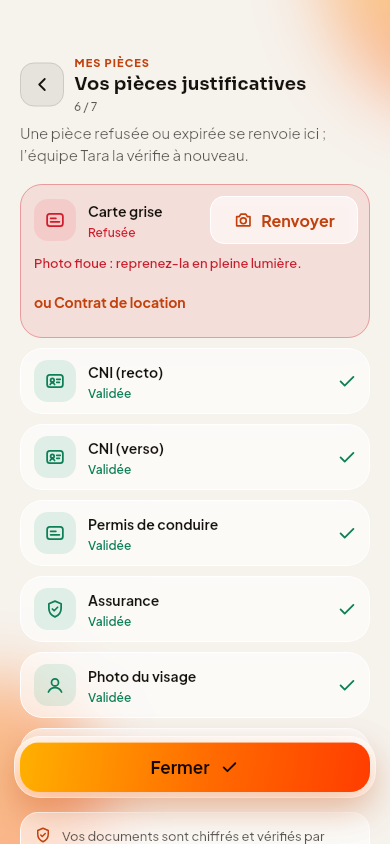 MES PIÈCES
Vos pièces justificatives
6 / 7
Une pièce refusée ou expirée se renvoie ici ;
l’équipe Tara la vérifie à nouveau.
Carte grise
Refusée
Renvoyer
Photo floue : reprenez-la en pleine lumière.
ou Contrat de location
CNI (recto)
Validée
CNI (verso)
Validée
Permis de conduire
Validée
Assurance
Validée
Photo du visage
Validée
Fermer
Vos documents sont chiffrés et vérifiés par